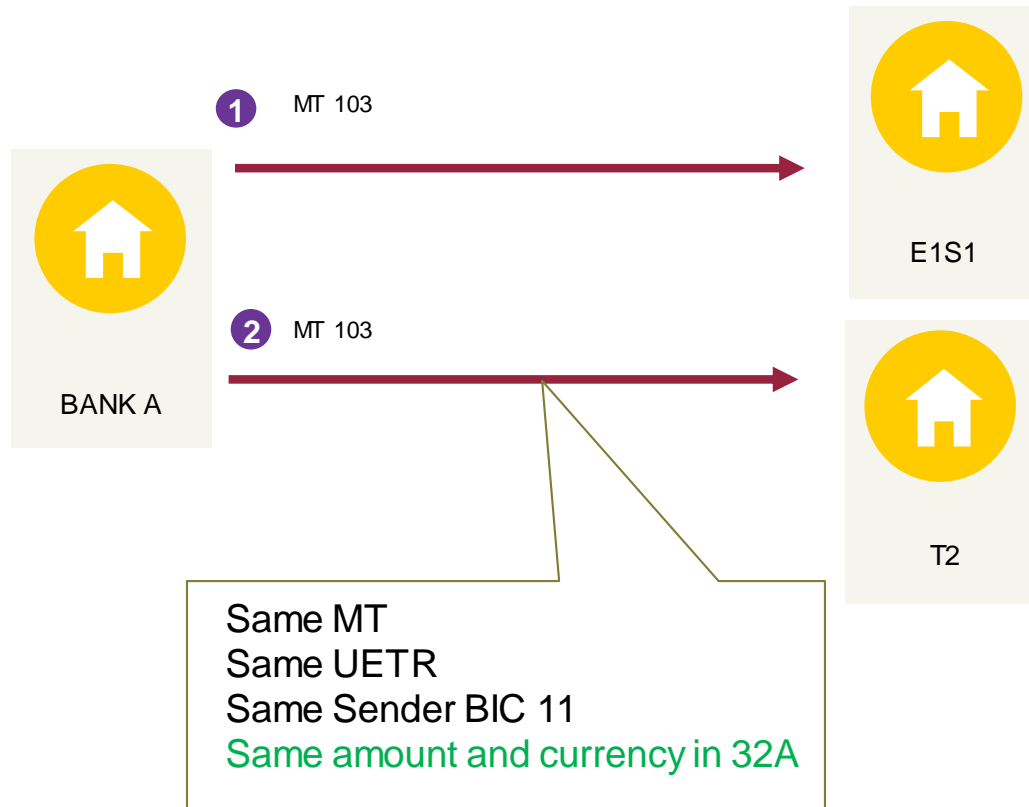 1 MT 103
E1S1
2 MT 103
BANK A
T2
Same MT
Same UETR
Same Sender BIC 11
Same amount and currency in 32A